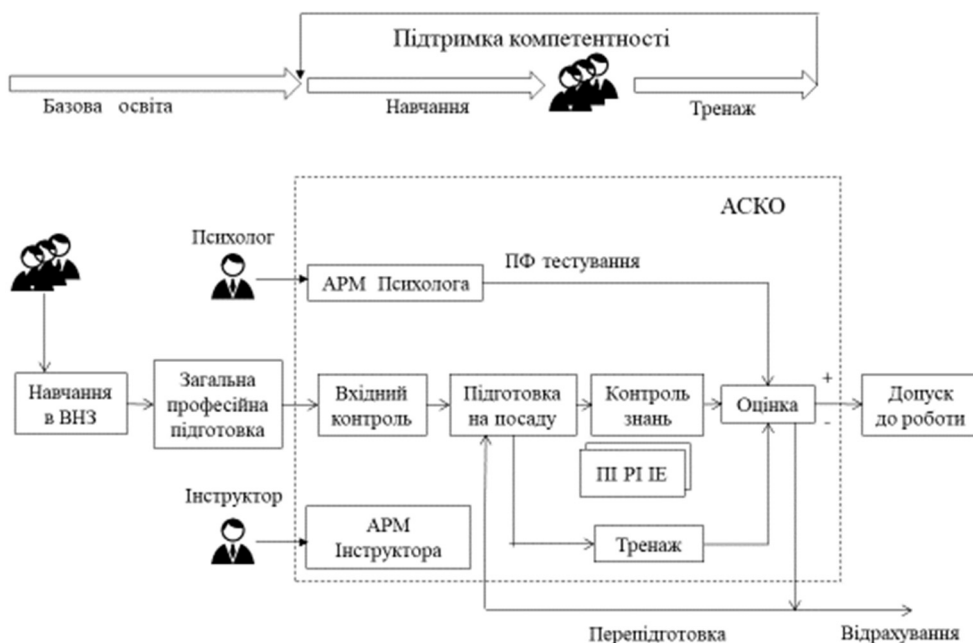 Підтримка компетентності
Базова освіта
Навчання
Тренаж
АСКО
Психолог
ПФ тестування
АРМ Психолога
Навчання
в ВНЗ
Загальна
професійна
підготовка
Вхідний
контроль
Підготовка
на посаду
Контроль
знань
Оцінка
+
-
Допуск
до роботи
ПІ РІ ІЕ
Інструктор
АРМ
Інструктора
Тренаж
Перепідготовка
Відрахування